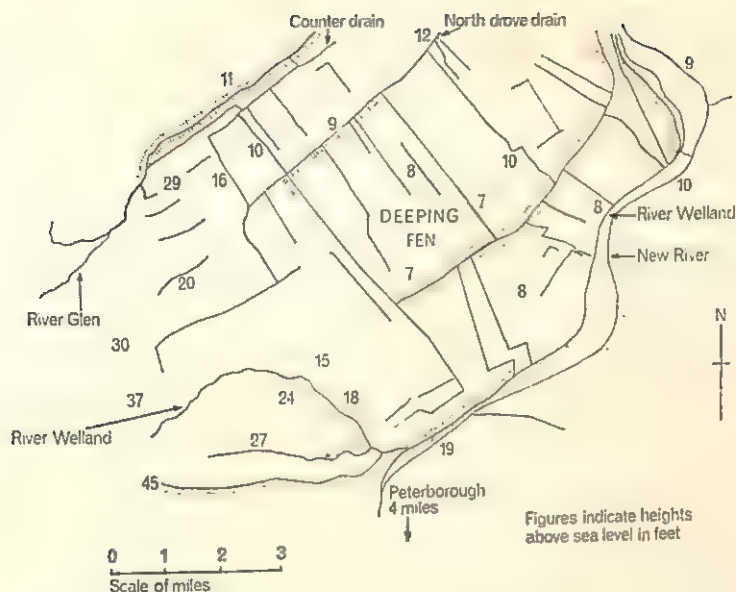 Counter drain
North drove drain
12
11
9
9
10
8
10
29
16
7
10
DEEPING
FEN
8
River Welland
New River
20
7
River Glen
8
30
N
15
37
24
18
River Welland
27
19
45
Peterborough
4 miles
Figures indicate heights
above sea level in feet
0 1 2 3
Scale of miles